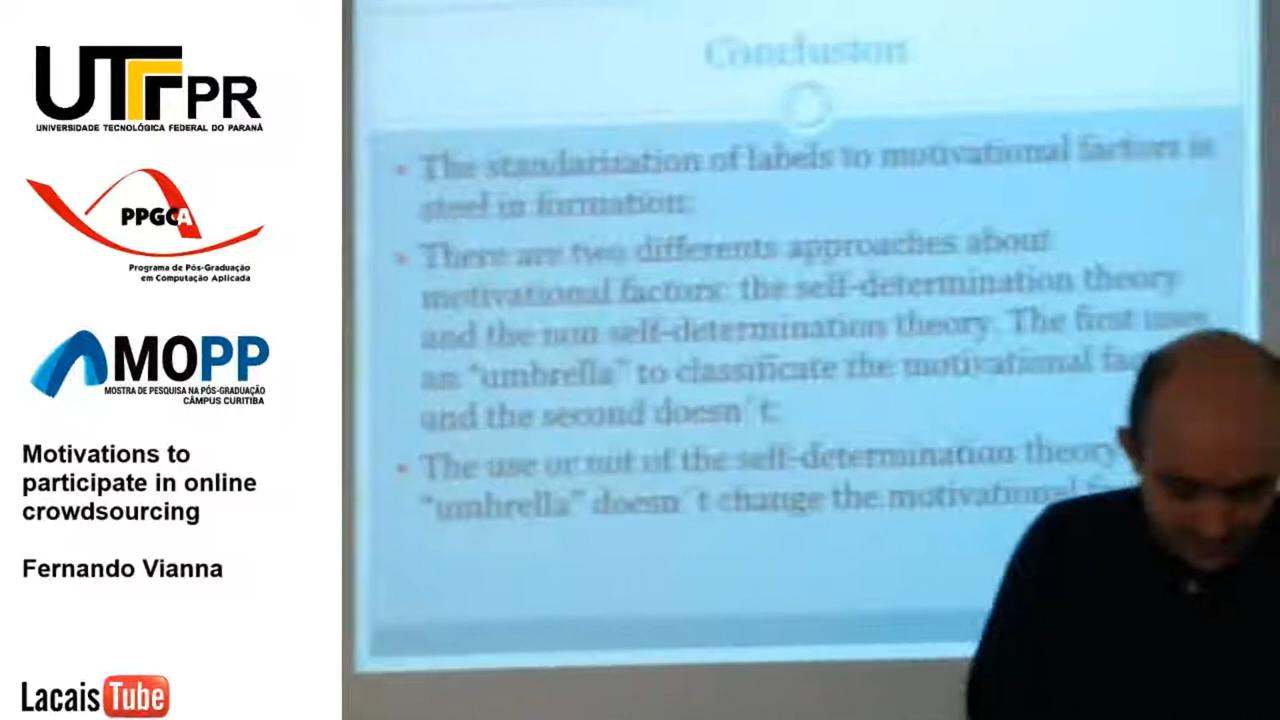 UTFPR
UNIVERSIDADE TECNOLÓGICA FEDERAL DO PARANÁ
PPGCA
Programa de Pós-Graduação
em Computação Aplicada
AMOPP
MOSTRA DE PESQUISA NA PÓS-GRADUAÇÃO
CÂMPUS CURITIBA
Motivations to
participate in online
crowdsourcing
Fernando Vianna
LacaisTube
Conclusion
• The standarization of labels to motivational factors is
steel in formation;
• There are two differents approaches about
motivational factors: the self-determination theory
and the non self-determination theory. The first uses
an “umbrella” to classificate the motivational
and the second doesn´t;
• The use or not of the self-determination theory
“umbrella” doesn´t change the motivational